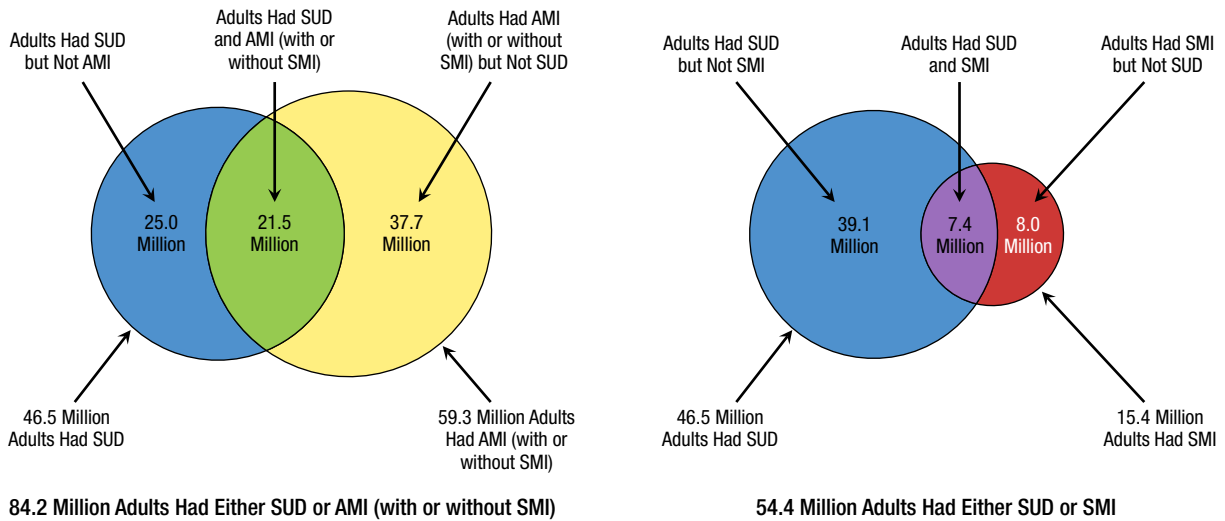 Adults Had SUD
but Not AMI
Adults Had SUD
and AMI (with or
without SMI)
Adults Had AMI
(with or without
SMI) but Not SUD
25.0
Million
21.5
Million
37.7
Million
46.5 Million
Adults Had SUD
59.3 Million Adults
Had AMI (with or
without SMI)
84.2 Million Adults Had Either SUD or AMI (with or without SMI)
Adults Had SUD
but Not SMI
Adults Had SUD
and SMI
Adults Had SMI
but Not SUD
39.1
Million
7.4
Million
8.0
Million
46.5 Million
Adults Had SUD
15.4 Million
Adults Had SMI
54.4 Million Adults Had Either SUD or SMI